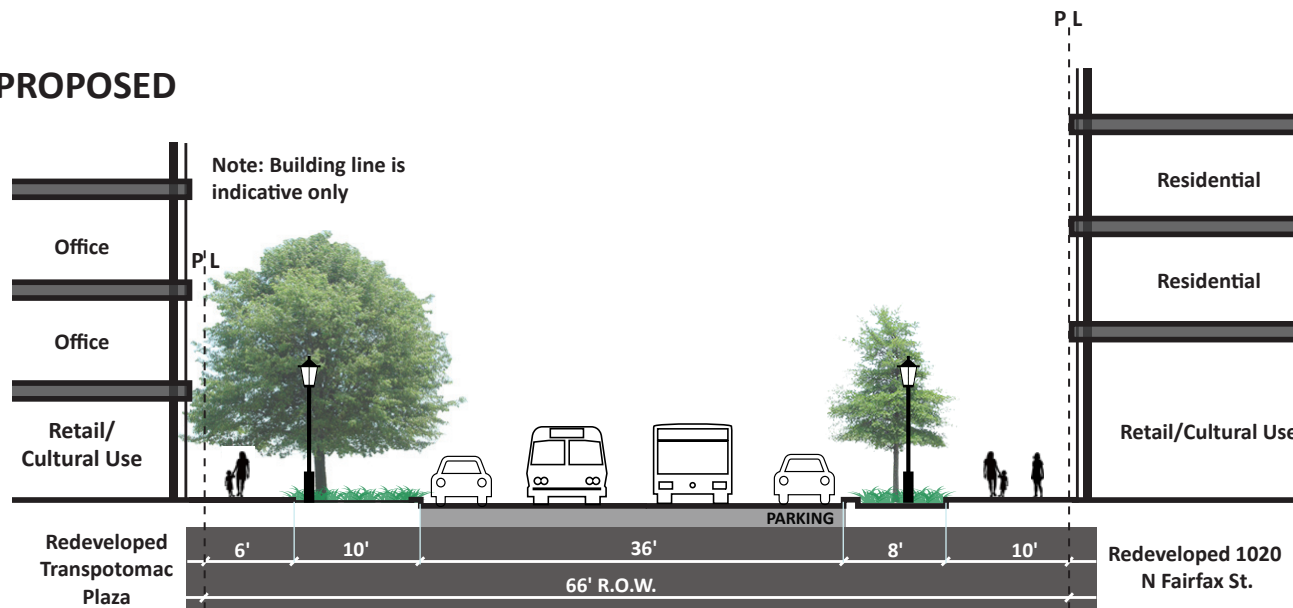 P L
PROPOSED
Note: Building line is
indicative only
Residential
Office
P L
Residential
Office
Retail/
Cultural Use
Retail/Cultural Use
PARKING
Redeveloped
Transpotomac
Plaza
6'
10'
36'
8'
10'
66' R.O.W.
Redeveloped 1020
N Fairfax St.